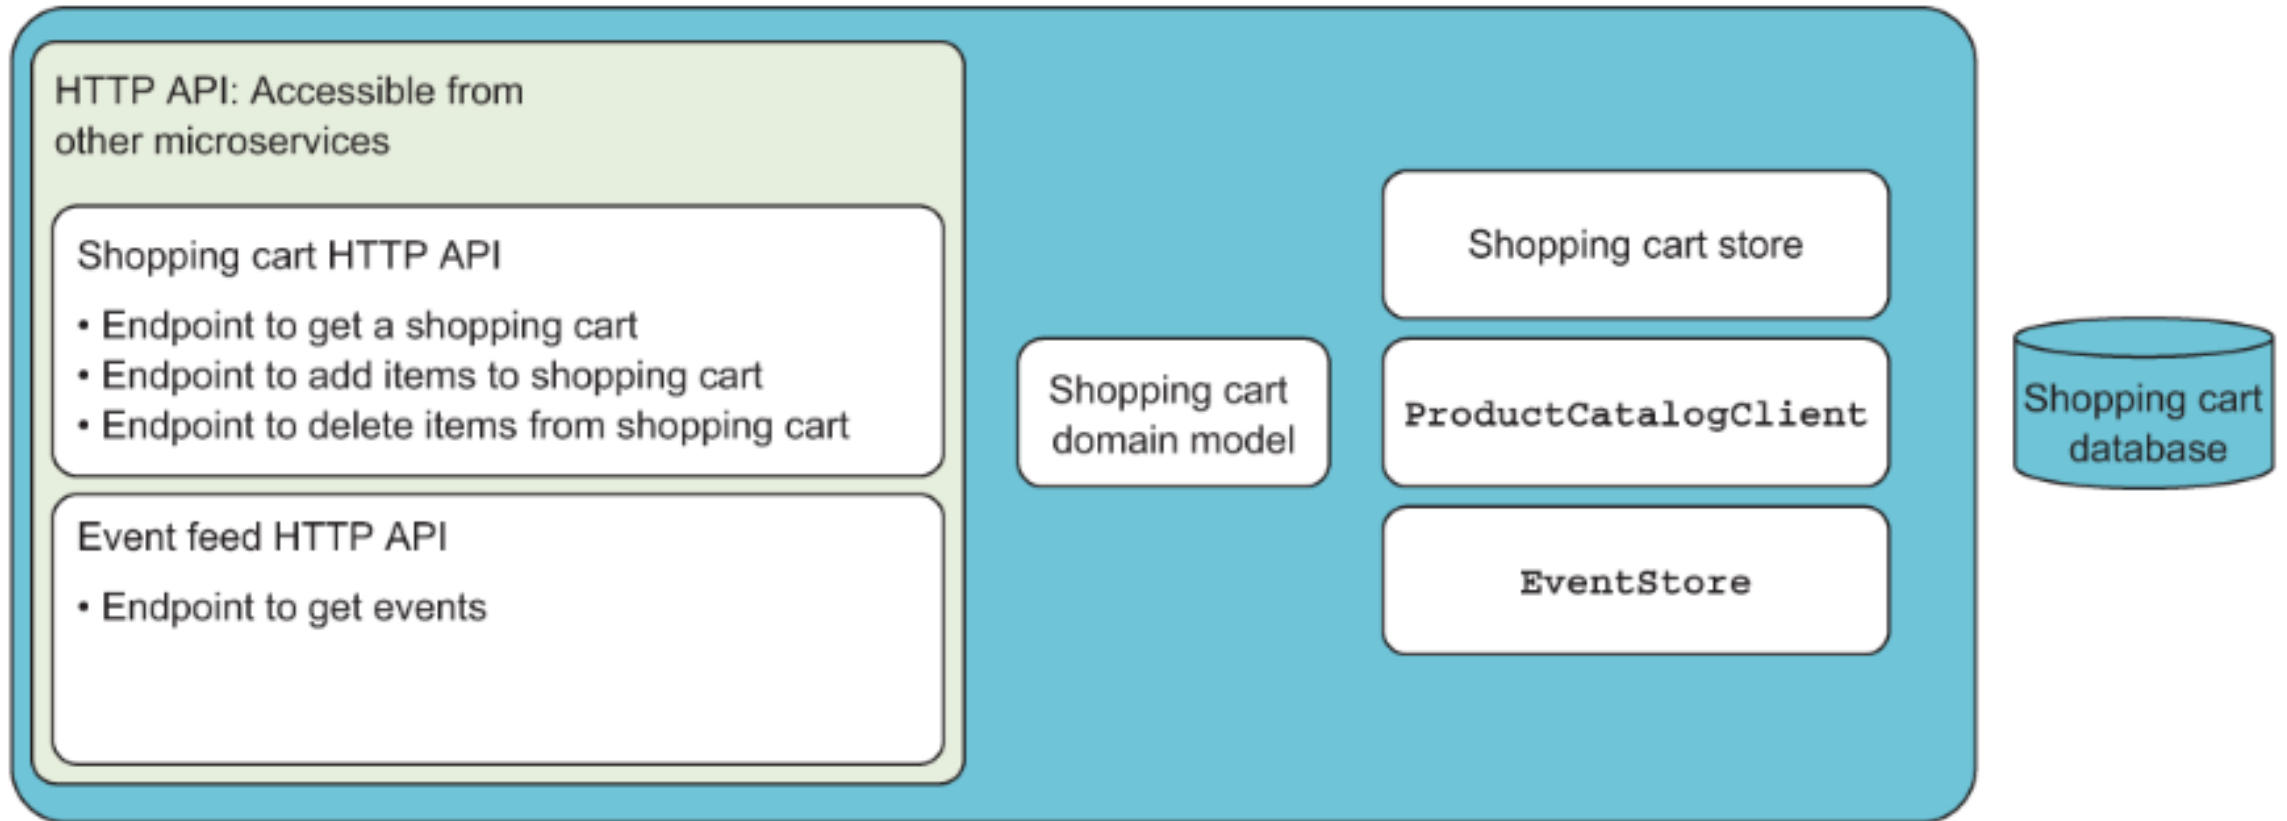 HTTP API: Accessible from
other microservices
Shopping cart HTTP API
• Endpoint to get a shopping cart
• Endpoint to add items to shopping cart
• Endpoint to delete items from shopping cart
Event feed HTTP API
• Endpoint to get events
Shopping cart
domain model
Shopping cart store
ProductCatalogClient
EventStore
Shopping cart
database